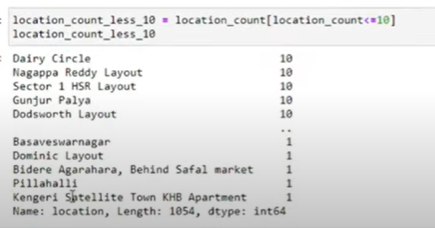 location_count_less_10 = location_count[location_count<=10]
location_count_less_10
Dairy Circle 10
Nagappa Reddy Layout 10
Sector 1 HSR Layout 10
Gunjur Palya 10
Dodsworth Layout 10
..
Basaveswarnagar 1
Dominic Layout 1
Bidere Agarahara, Behind Safal market 1
Pillahalli 1
Kengeri Satellite Town KHB Apartment 1
Name: location, Length: 1054, dtype: int64